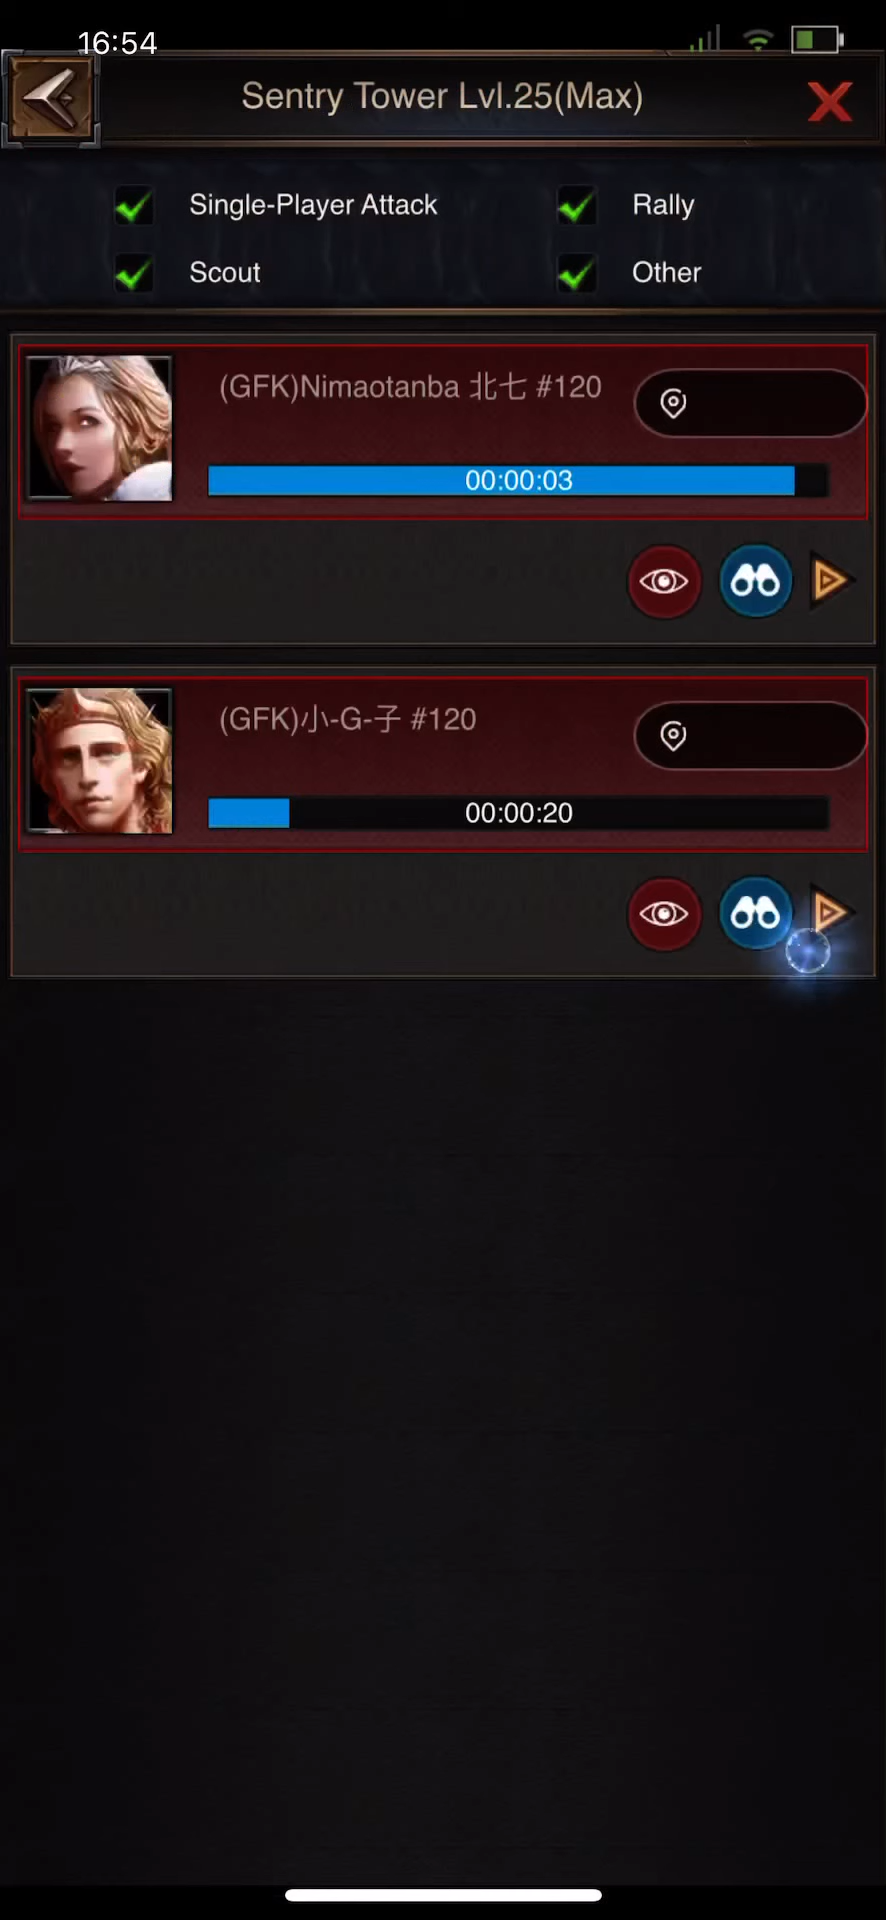 16:54
Sentry Tower Lvl.25(Max)
Single-Player Attack
Rally
Scout
Other
(GFK)Nimaotanba 北七 #120
00:00:03
(GFK)小-G-子 #120
00:00:20